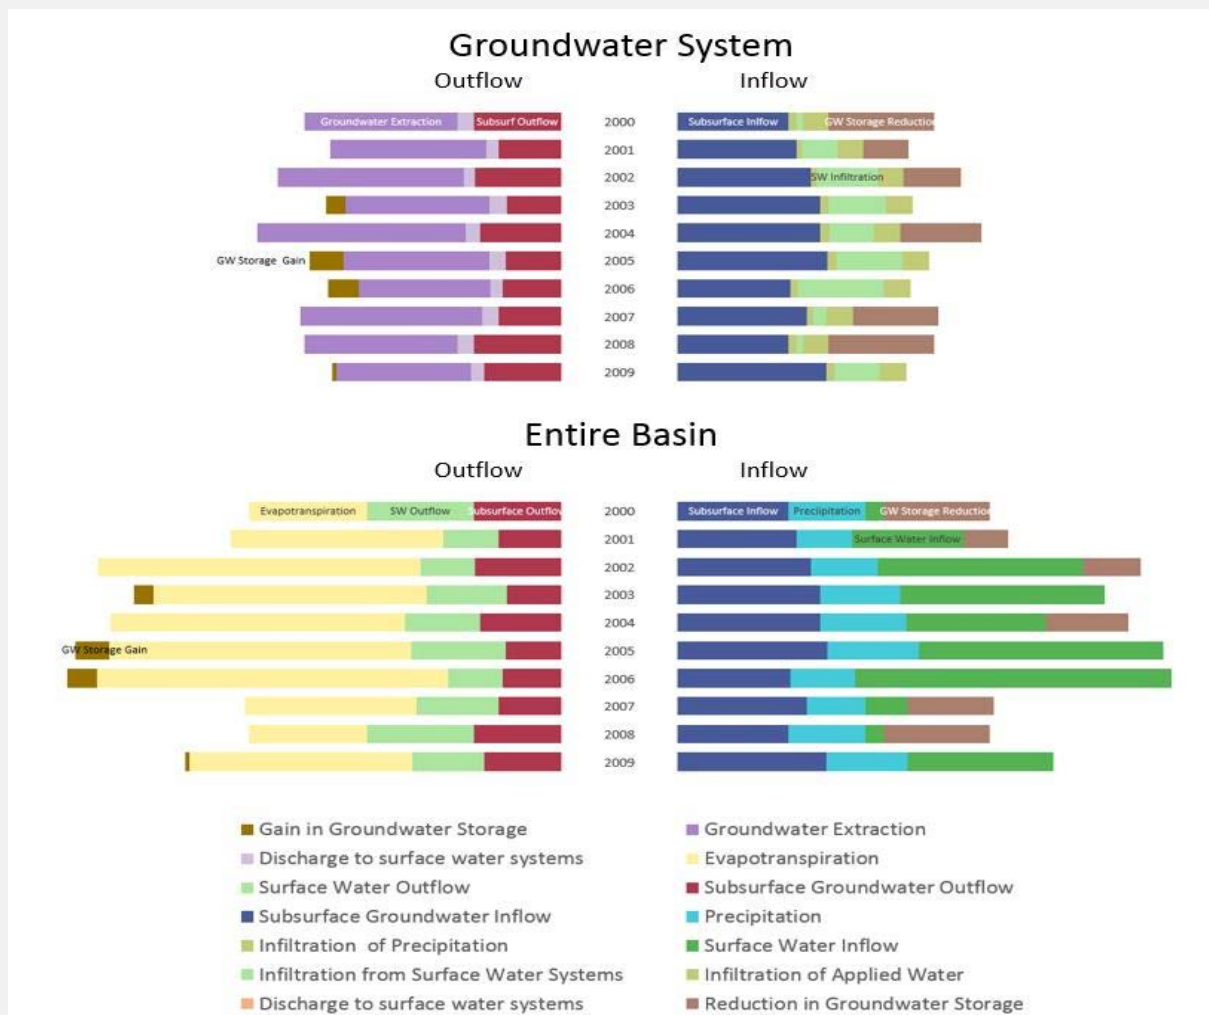 Groundwater System
Outflow Inflow
Groundwater Extraction Subsurf Outflow 2000 Subsurface Inlfow GW Storage Reduction
2001
2002 SW Infiltration
2003
2004
GW Storage Gain 2005
2006
2007
2008
2009
Entire Basin
Outflow Inflow
Evapotranspiration SW Outflow Subsurface Outflow 2000 Subsurface Inflow Preclipitation GW Storage Reduction
2001 Surface Water Inflow
2002
2003
2004
GW Storage Gain 2005
2006
2007
2008
2009
Gain in Groundwater Storage Groundwater Extraction
Discharge to surface water systems Evapotranspiration
Surface Water Outflow Subsurface Groundwater Outflow
Subsurface Groundwater Inflow Precipitation
Infiltration of Precipitation Surface Water Inflow
Infiltration from Surface Water Systems Infiltration of Applied Water
Discharge to surface water systems Reduction in Groundwater Storage